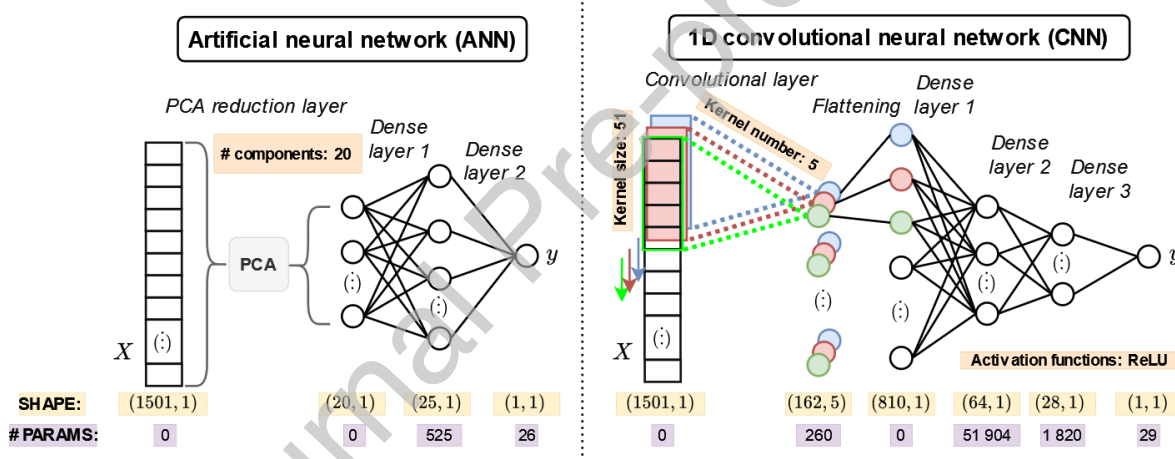 Artificial neural network (ANN)
PCA reduction layer
# components: 20
Dense
layer 1
Dense
layer 2
PCA
(⋮)
(⋮)
(⋮)
X
y
SHAPE:
(1501, 1)
(20, 1)
(25, 1)
(1, 1)
# PARAMS:
0
0
525
26
1D convolutional neural network (CNN)
Convolutional layer
Kernel size: 51
Kernel number: 5
Flattening
Dense
layer 1
Dense
layer 2
Dense
layer 3
(⋮)
(⋮)
(⋮)
(⋮)
(⋮)
X
y
Activation functions: ReLU
(1501, 1)
(162, 5)
(810, 1)
(64, 1)
(28, 1)
(1, 1)
0
260
0
51 904
1 820
29
urnal Pre-pr